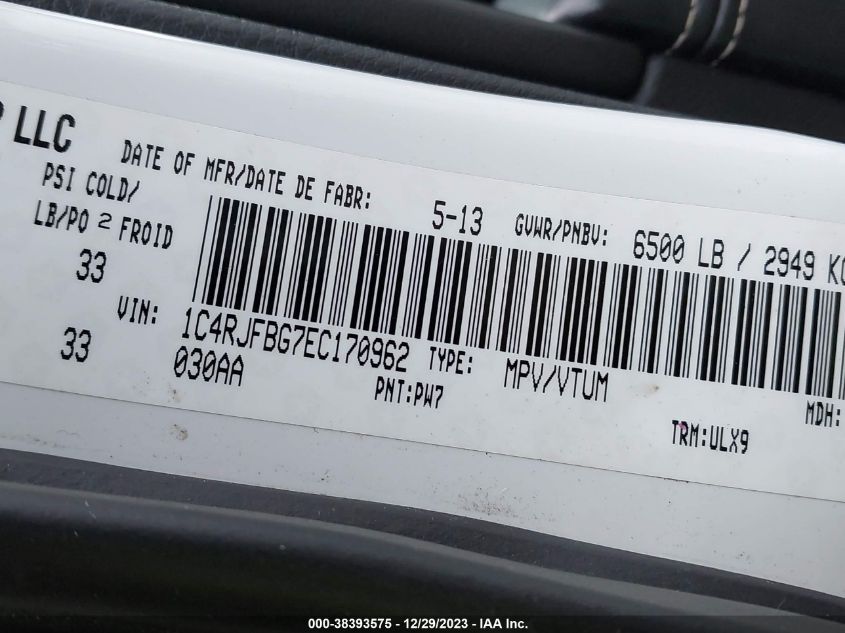 LLC
DATE OF MFR/DATE DE FABR: 5-13 GVWR/PNBV: 6500 LB / 2949
PSI COLD/
LB/PO 2 FROID
33
33
VIN: 1C4RJFBG7EC170962 TYPE: MPV/VTUM MDH:
030AA PNT:PW7 TRM:ULX9
000-38393575 - 12/29/2023 - IAA Inc.